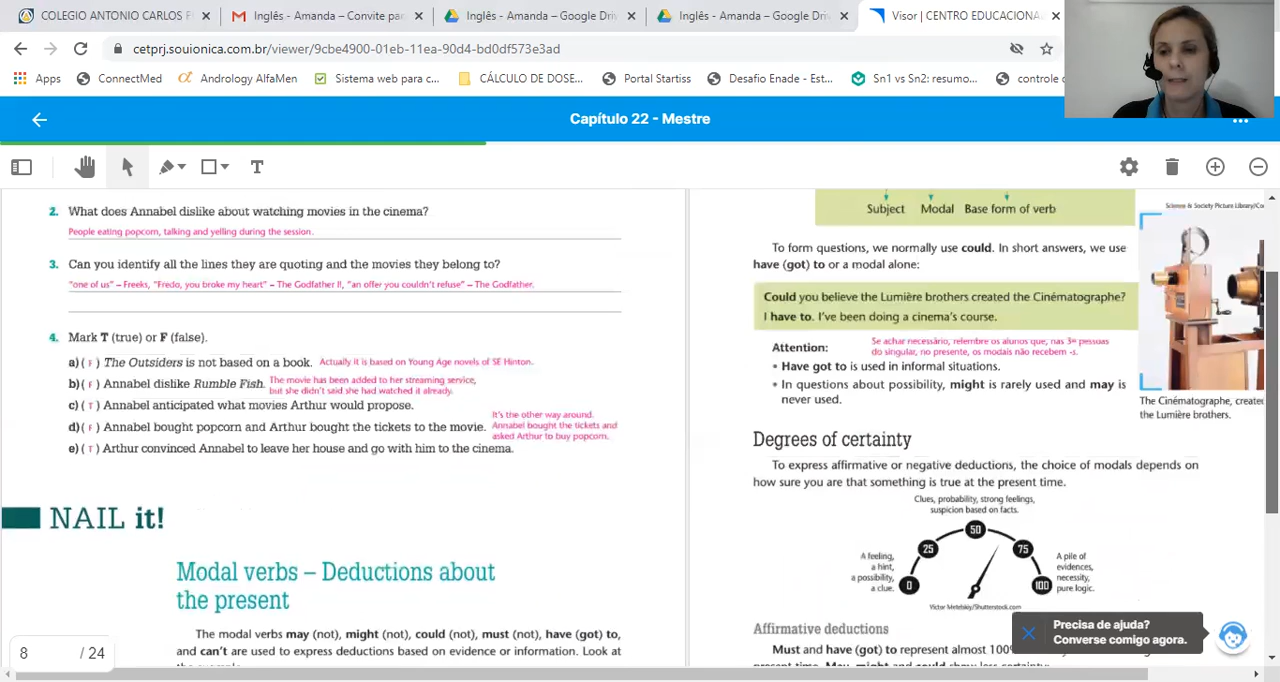 COLEGIO ANTONIO CARLOS
Inglês - Amanda – Convite par
Inglês - Amanda – Google Dri
Inglês - Amanda – Google Dri
Visor | CENTRO EDUCACIONA
cetprj.souionica.com.br/viewer/9cbe4900-01eb-11ea-90d4-bd0df573e3ad
Apps
ConnectMed
Andrology AlfaMen
Sistema web para c...
CÁLCULO DE DOSE...
Portal Startiss
Desafio Enade - Est...
Sn1 vs Sn2: resumo...
controle
Capítulo 22 - Mestre
2. What does Annabel dislike about watching movies in the cinema?
People eating popcorn, talking and yelling during the session.
3. Can you identify all the lines they are quoting and the movies they belong to?
"one of us" – Freeks, "Fredo, you broke my heart" – The Godfather II, "an offer you couldn't refuse" – The Godfather.
4. Mark T (true) or F (false).
a) ( F ) The Outsiders is not based on a book. Actually it is based on Young Age novels of SE Hinton.
b) ( F ) Annabel dislike Rumble Fish. The movie has been added to her streaming service,
but she didn't said she had watched it already.
c) ( T ) Annabel anticipated what movies Arthur would propose.
d) ( F ) Annabel bought popcorn and Arthur bought the tickets to the movie.
It's the other way around.
Annabel bought the tickets and
asked Arthur to buy popcorn.
e) ( T ) Arthur convinced Annabel to leave her house and go with him to the cinema.
NAIL it!
Modal verbs – Deductions about
the present
The modal verbs may (not), might (not), could (not), must (not), have (got) to,
and can't are used to express deductions based on evidence or information. Look at
the example.
8 / 24
Subject Modal Base form of verb
Science & Society Picture Library/
To form questions, we normally use could. In short answers, we use
have (got) to or a modal alone:
Could you believe the Lumière brothers created the Cinématographe?
I have to. I've been doing a cinema's course.
Attention:
Se achar necessário, relembre os alunos que, nas 3ªs pessoas
do singular, no presente, os modais não recebem -s.
• Have got to is used in informal situations.
• In questions about possibility, might is rarely used and may is
never used.
The Cinématographe, create
the Lumière brothers.
Degrees of certainty
To express affirmative or negative deductions, the choice of modals depends on
how sure you are that something is true at the present time.
Clues, probability, strong feelings,
suspicion based on facts.
A feeling,
a hint,
a possibility,
a clue.
0
25
50
75
100
A pile of
evidences,
necessity,
pure logic.
Victor Metelskiy/Shutterstock.com
Affirmative deductions
Must and have (got) to represent almost 100%
present time. May, might and could show less certainty:
Precisa de ajuda?
Converse comigo agora.